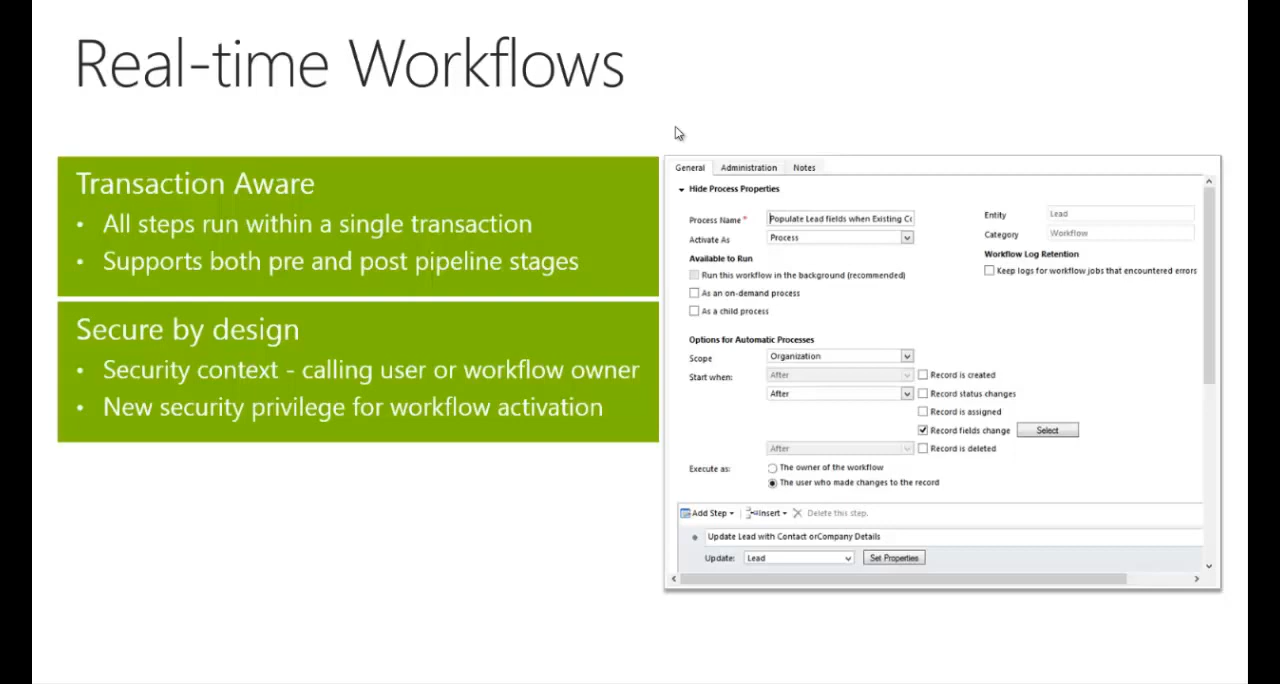 Real-time Workflows
Transaction Aware
• All steps run within a single transaction
• Supports both pre and post pipeline stages
Secure by design
• Security context - calling user or workflow owner
• New security privilege for workflow activation
General Administration Notes
Hide Process Properties
Process Name * Populate Lead fields when Existing Entity Lead
Activate As Process Category Workflow
Available to Run Workflow Log Retention
Run this workflow in the background (recommended) Keep logs for workflow jobs that encountered errors
As an on-demand process
As a child process
Options for Automatic Processes
Scope Organization
Start when: After Record is created
After Record status changes
Record is assigned
Record fields change Select
After Record is deleted
Execute as: The owner of the workflow
The user who made changes to the record
Add Step Insert Delete this step.
Update Lead with Contact orCompany Details
Update: Lead Set Properties